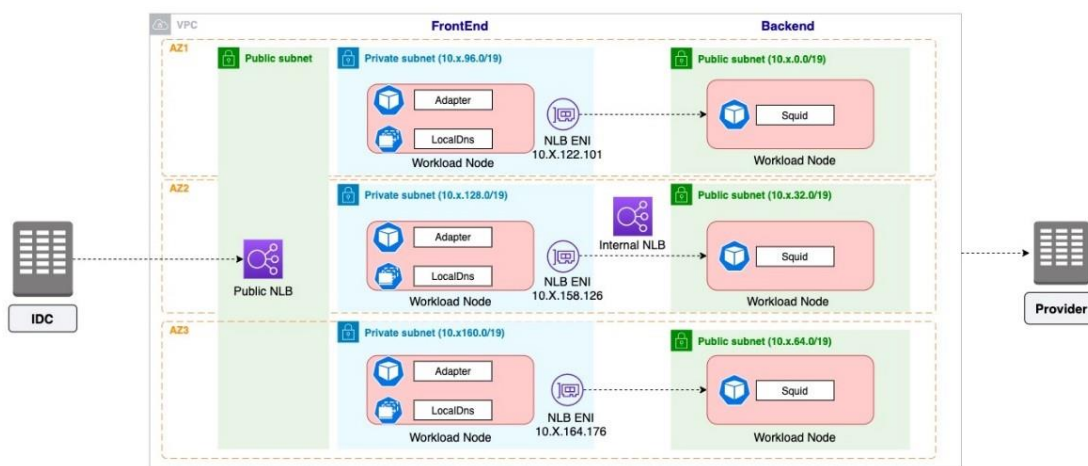 VPC
FrontEnd
Backend
AZ1
Public subnet
Private subnet (10.x.96.0/19)
Public subnet (10.x.0.0/19)
Adapter
LocalDns
Workload Node
NLB ENI
10.X.122.101
Squid
Workload Node
AZ2
Private subnet (10.x.128.0/19)
Public subnet (10.x.32.0/19)
Adapter
LocalDns
Workload Node
NLB ENI
10.X.158.126
Internal NLB
Squid
Workload Node
Public NLB
IDC
Provider
AZ3
Private subnet (10.x160.0/19)
Public subnet (10.x.64.0/19)
Adapter
LocalDns
Workload Node
NLB ENI
10.X.164.176
Squid
Workload Node